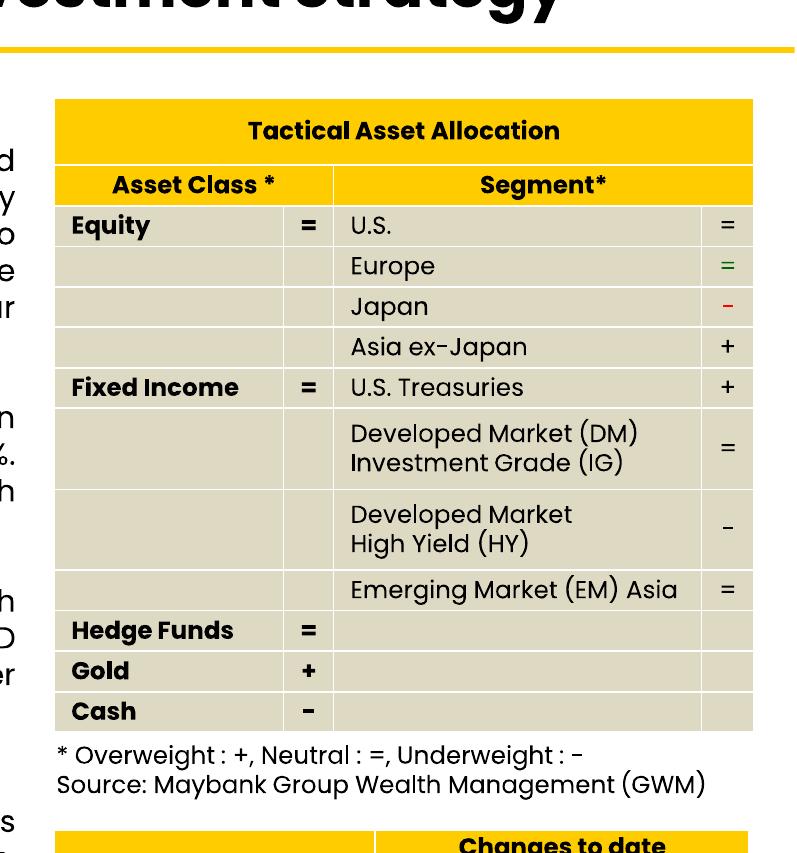 Tactical Asset Allocation
Asset Class * Segment*
Equity = U.S. =
Europe =
Japan -
Asia ex-Japan +
Fixed Income = U.S. Treasuries +
Developed Market (DM)
Investment Grade (IG) =
Developed Market
High Yield (HY) -
Emerging Market (EM) Asia =
Hedge Funds =
Gold +
Cash -
* Overweight : +, Neutral : =, Underweight : -
Source: Maybank Group Wealth Management (GWM)
Changes to date